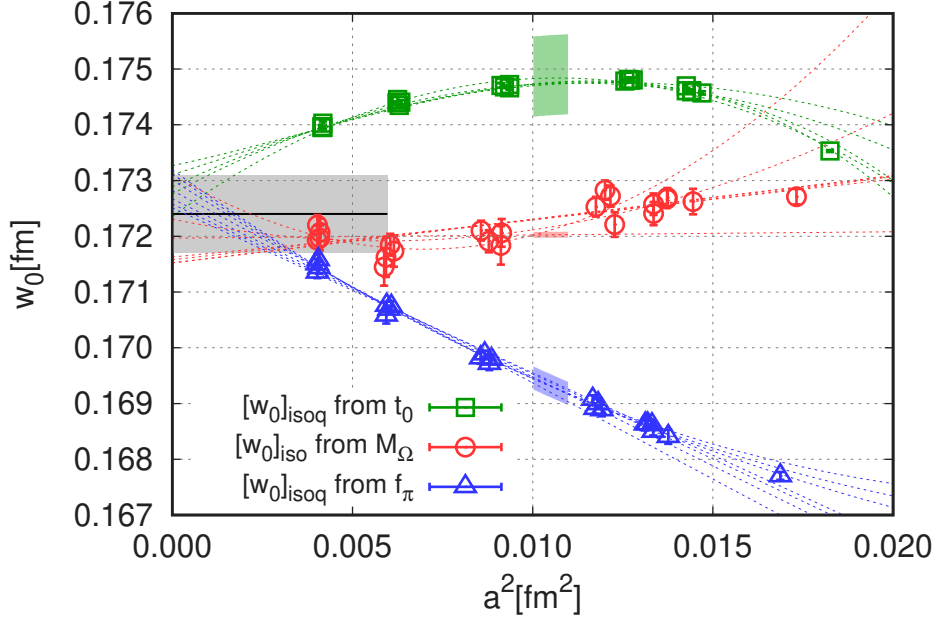 0.176
0.175
0.174
0.173
0.172
0.171
0.170
0.169
0.168
0.167
w₀[fm]
[w₀]isoq from t₀
[w₀]iso from MΩ
[w₀]isoq from fπ
0.000 0.005 0.010 0.015 0.020
a²[fm²]